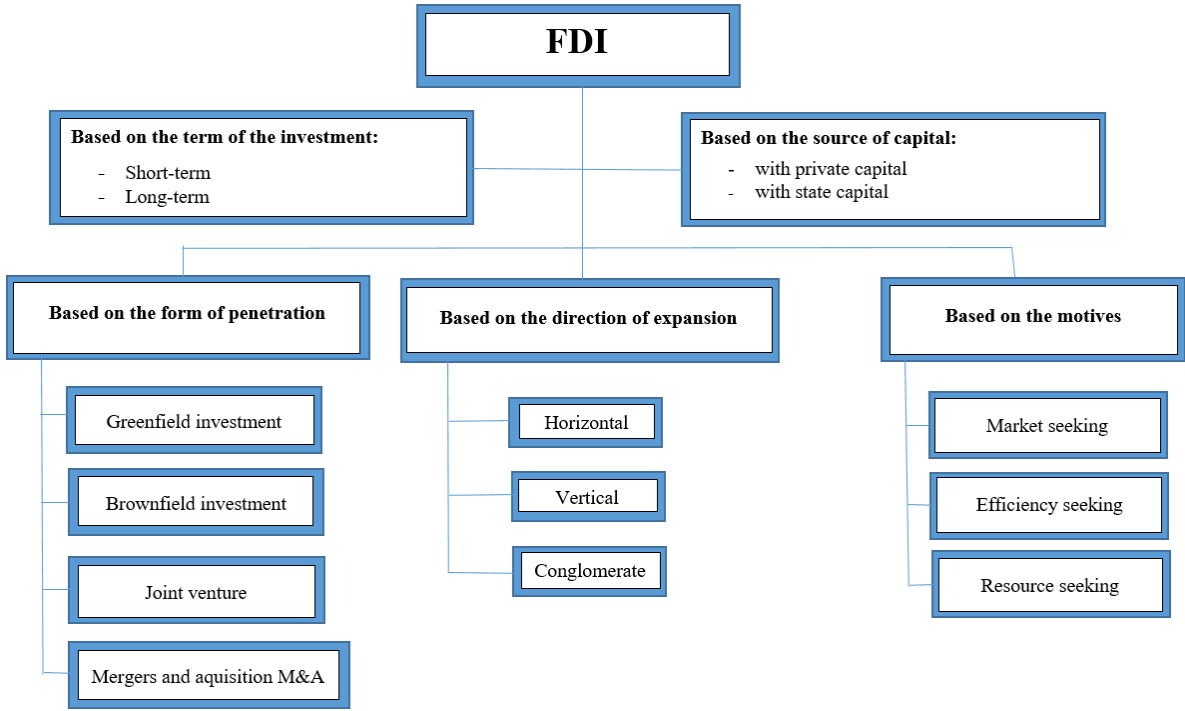 FDI
Based on the term of the investment:
- Short-term
- Long-term
Based on the source of capital:
- with private capital
- with state capital
Based on the form of penetration
Greenfield investment
Brownfield investment
Joint venture
Mergers and aquisition M&A
Based on the direction of expansion
Horizontal
Vertical
Conglomerate
Based on the motives
Market seeking
Efficiency seeking
Resource seeking